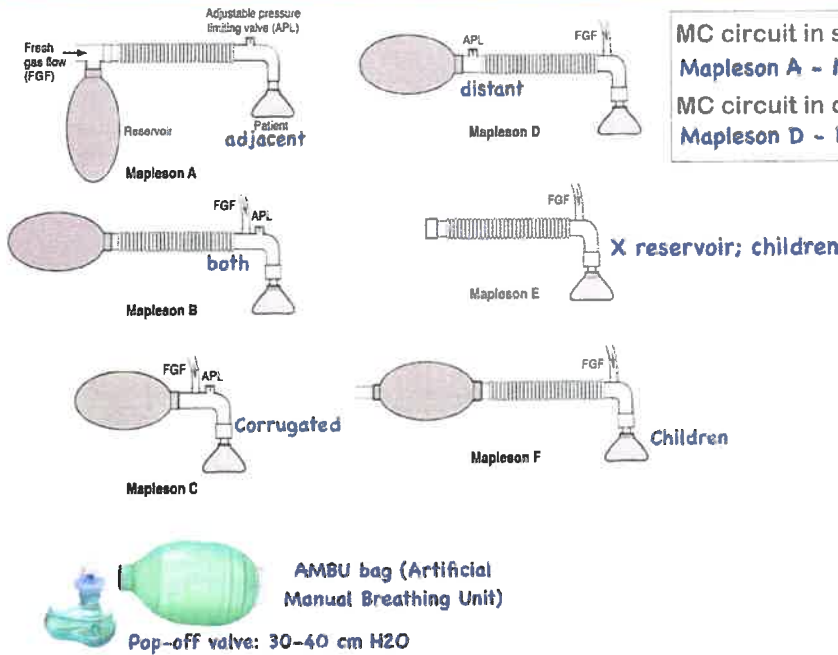 Adjustable pressure
limiting valve (APL)
Fresh
gas flow
(FGF)
Reservoir
Patient
adjacent
Mapleson A
APL
FGF
distant
Mapleson D
MC circuit in
Mapleson A -
MC circuit in
Mapleson D -
FGF
APL
both
Mapleson B
FGF
X reservoir; children
Mapleson E
FGF
APL
Corrugated
Mapleson C
FGF
Children
Mapleson F
AMBU bag (Artificial
Manual Breathing Unit)
Pop-off valve: 30-40 cm H2O